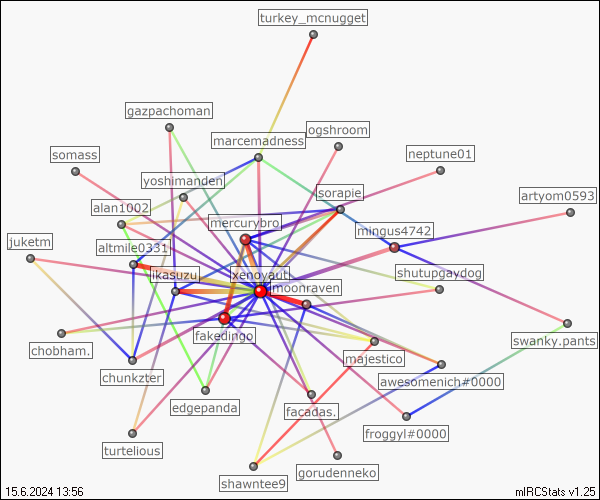 turkey_mcnugget
gazpachoman
ogshroom
marcemadness
somass
neptune01
yoshimanden
sorapie
artyom0593
alan1002
mercurybro
mingus4742
juketm
altmile0331
likasuzu
xenoyaut
shutupgaydog
moonraven
fakedingo
swanky.pants
chobham.
majestico
chunkzter
awesomenich#0000
edgepanda
facadas.
froggyl#0000
turtelious
gorudenneko
shawntee9
15.6.2024 13:56
mIRCStats v1.25